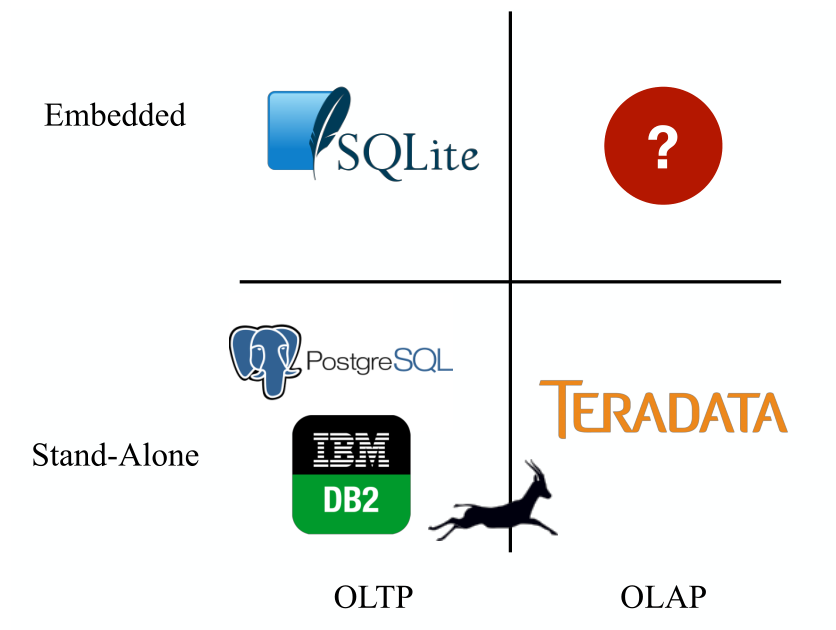 Embedded
SQLite
?
PostgreSQL
TERADATA
Stand-Alone
IBM
DB2
OLTP
OLAP